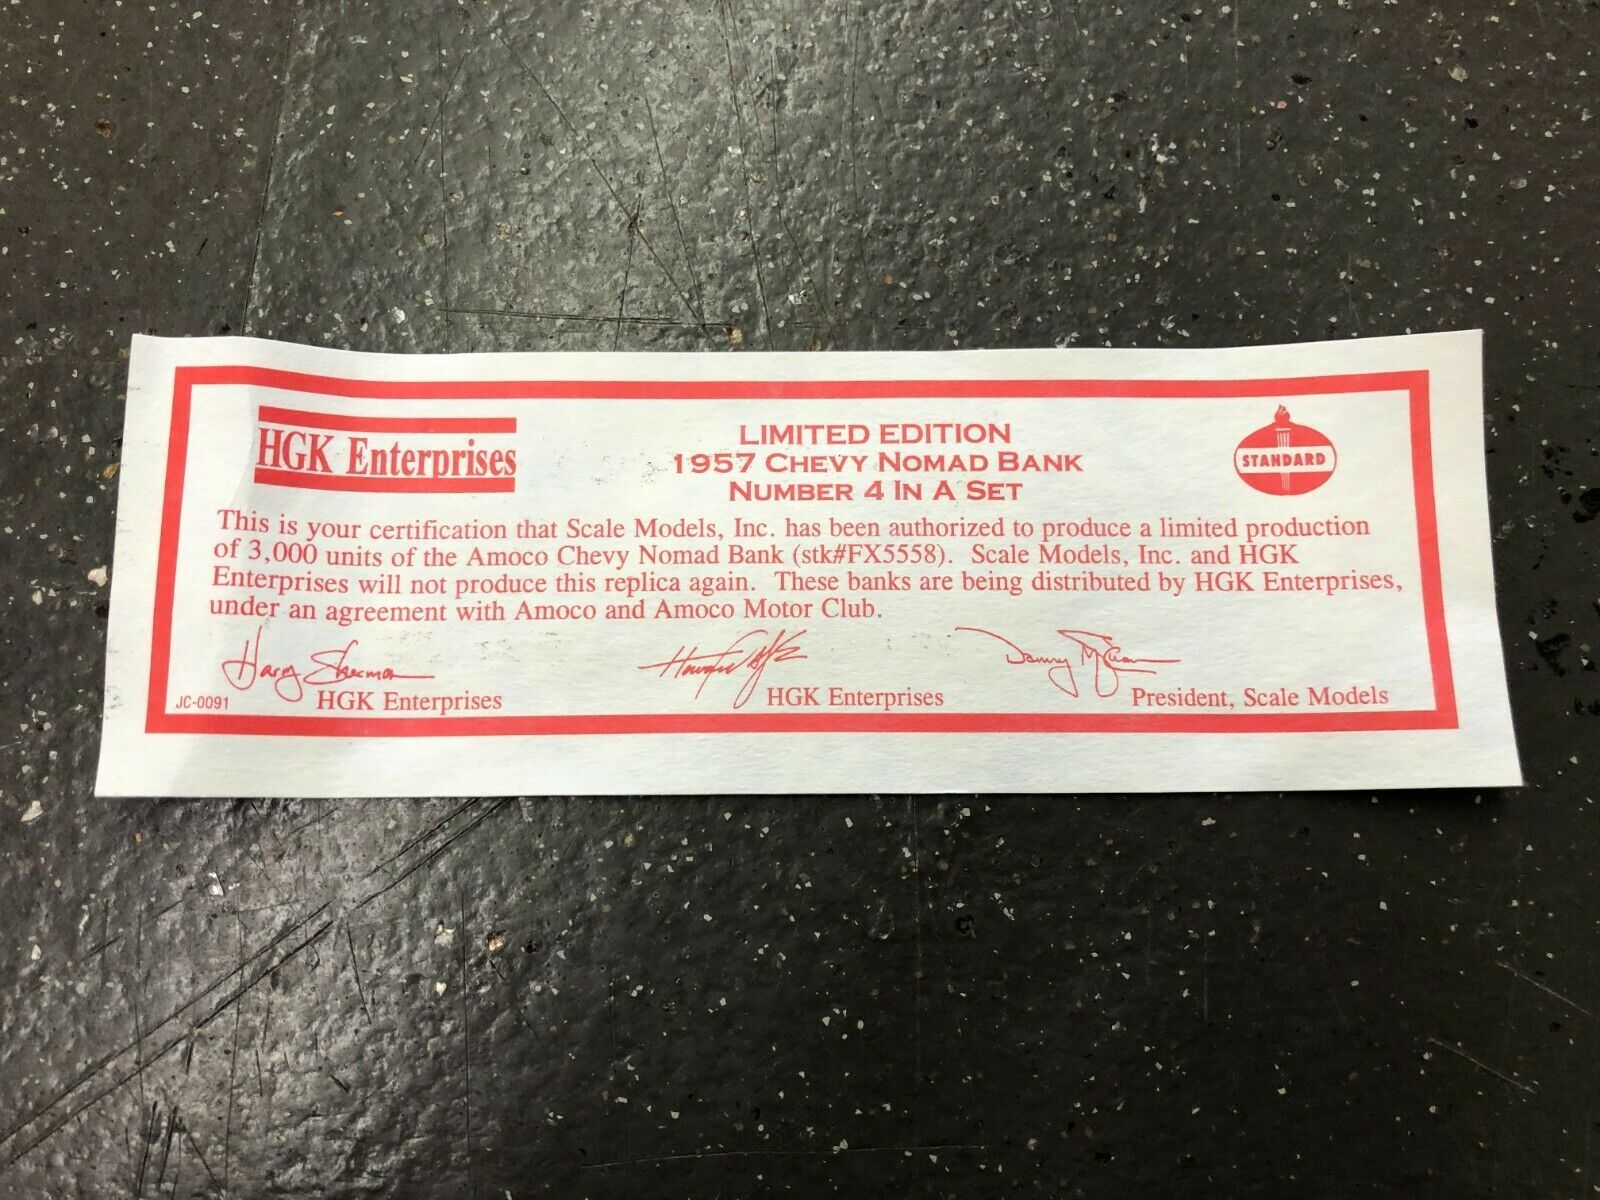 HGK Enterprises
LIMITED EDITION
1957 CHEVY NOMAD BANK
NUMBER 4 IN A SET
STANDARD
This is your certification that Scale Models, Inc. has been authorized to produce a limited production
of 3,000 units of the Amoco Chevy Nomad Bank (stk#FX5558).  Scale Models, Inc. and HGK
Enterprises will not produce this replica again.  These banks are being distributed by HGK Enterprises,
under an agreement with Amoco and Amoco Motor Club.
Harry Sherman
JC-0091
HGK Enterprises
HGK Enterprises
President, Scale Models